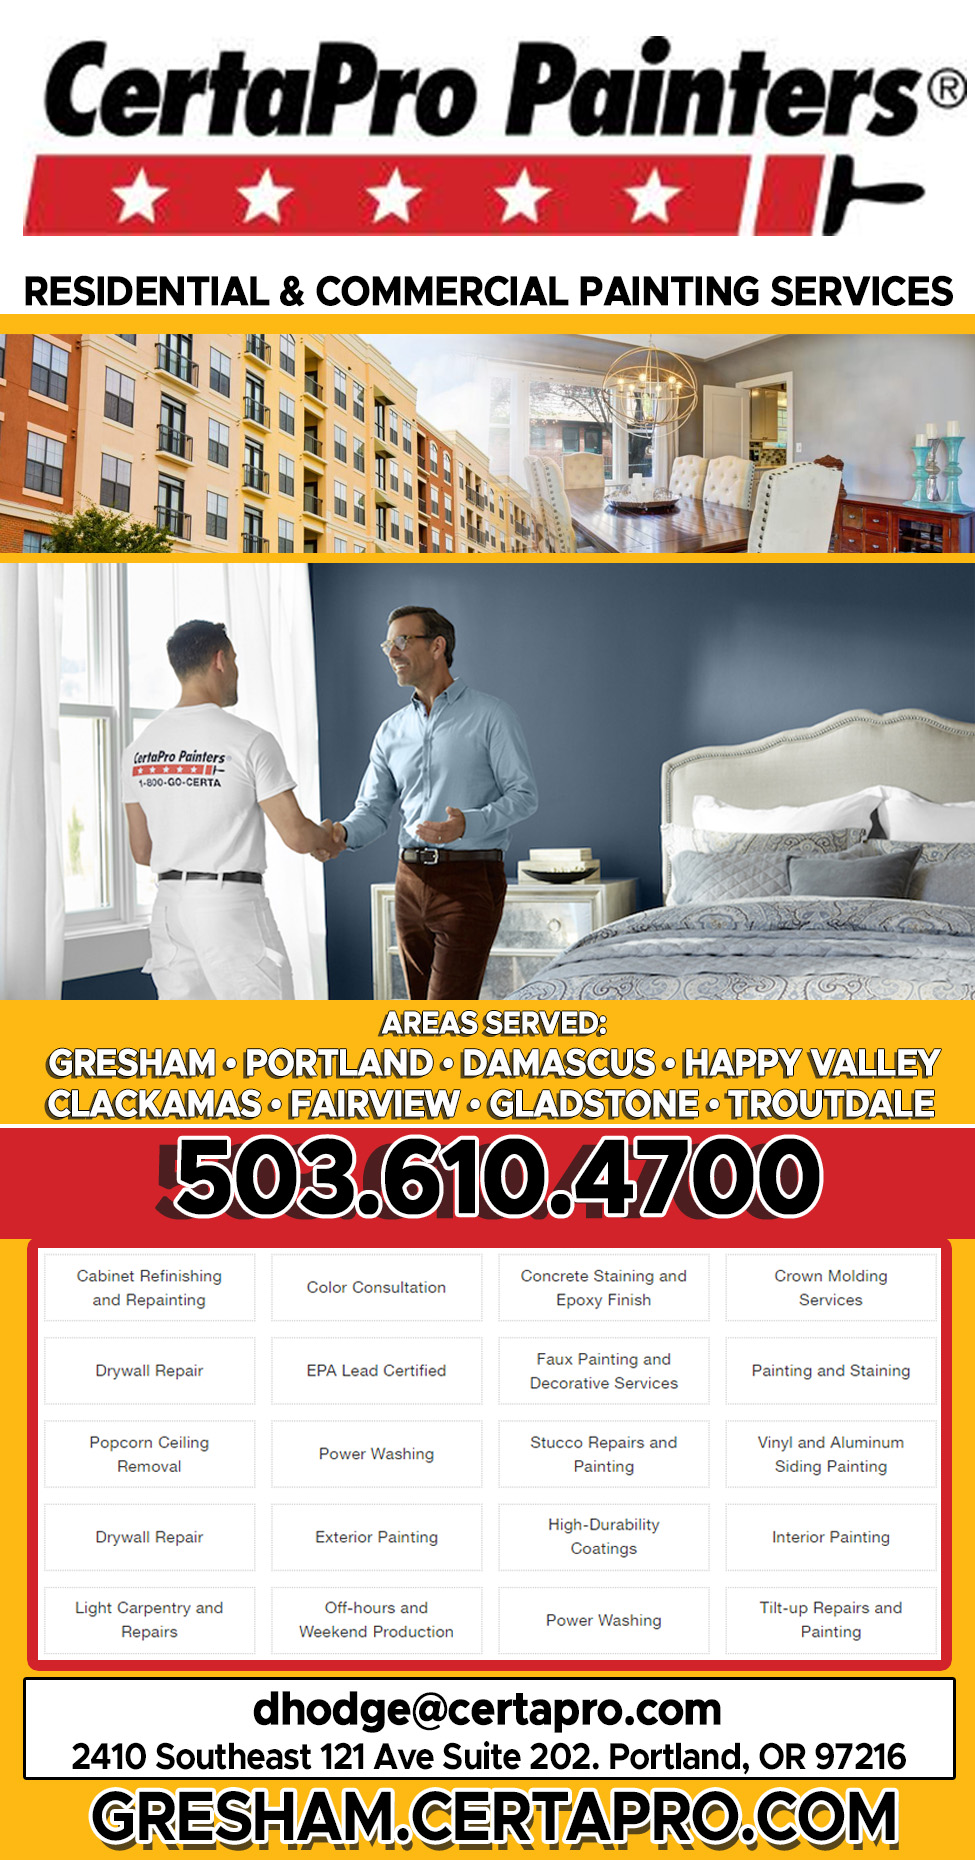 CertaPro Painters®
RESIDENTIAL & COMMERCIAL PAINTING SERVICES
CertaPro Painters®
1-800-GO-CERTA
AREAS SERVED:
GRESHAM • PORTLAND • DAMASCUS • HAPPY VALLEY
CLACKAMAS • FAIRVIEW • GLADSTONE • TROUTDALE
503.610.4700
Cabinet Refinishing
and Repainting
Color Consultation
Concrete Staining and
Epoxy Finish
Crown Molding
Services
Drywall Repair
EPA Lead Certified
Faux Painting and
Decorative Services
Painting and Staining
Popcorn Ceiling
Removal
Power Washing
Stucco Repairs and
Painting
Vinyl and Aluminum
Siding Painting
Drywall Repair
Exterior Painting
High-Durability
Coatings
Interior Painting
Light Carpentry and
Repairs
Off-hours and
Weekend Production
Power Washing
Tilt-up Repairs and
Painting
dhodge@certapro.com
2410 Southeast 121 Ave Suite 202. Portland, OR 97216
GRESHAM.CERTAPRO.COM